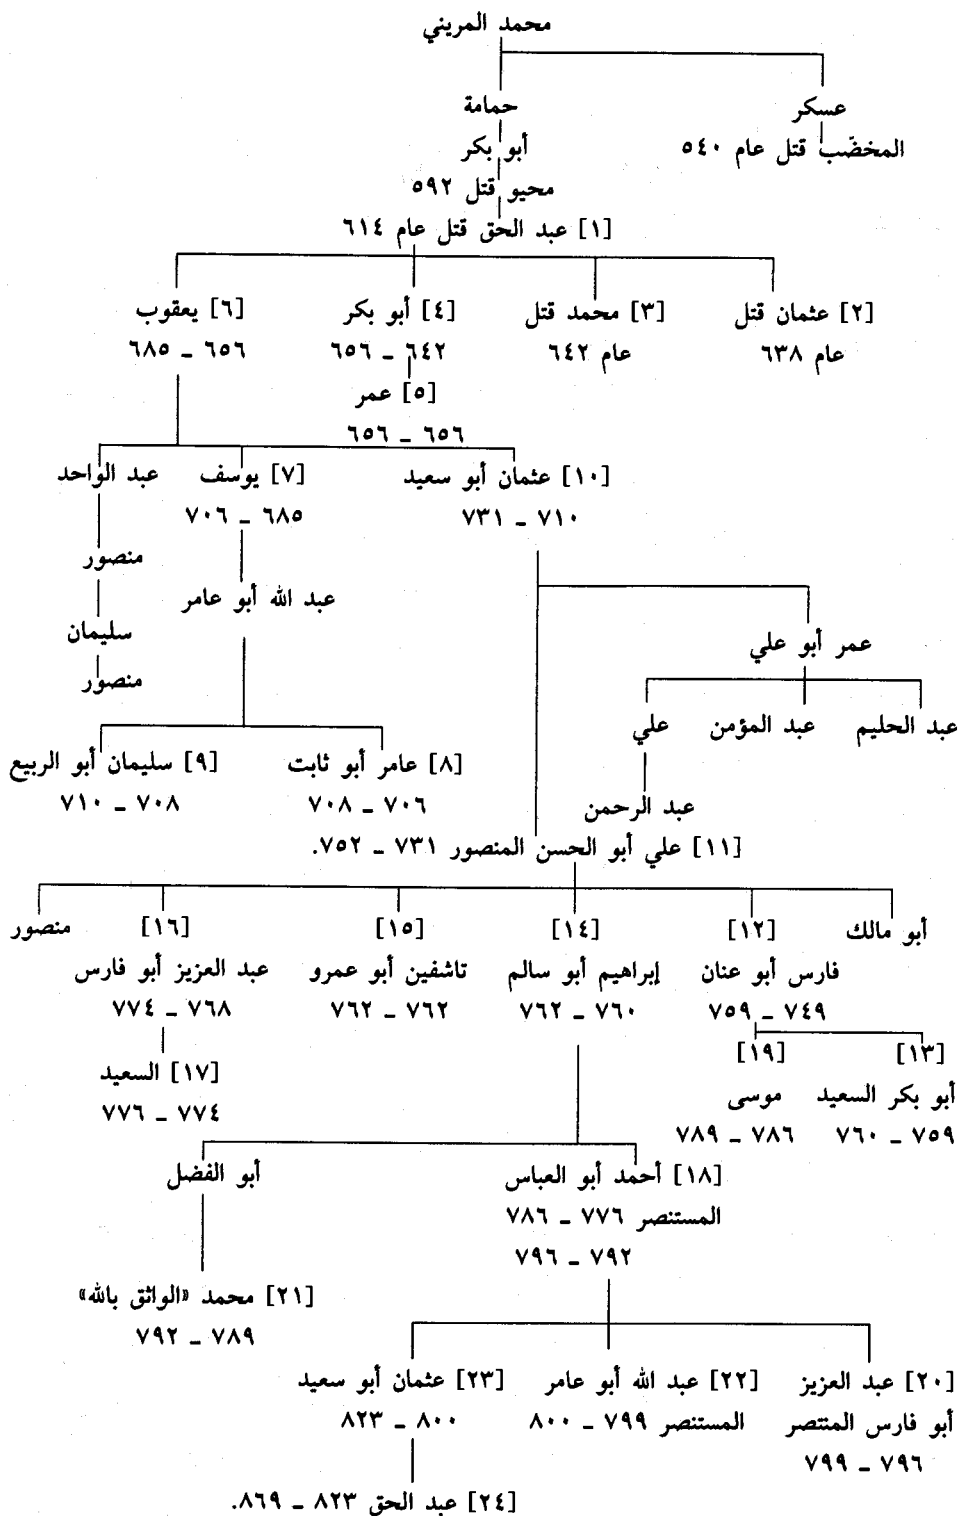 محمد المريني
عسكر
حمامة
المخضّب قتل عام ٥٤٠
أبو بكر
محيو قتل ٥٩٢
[١] عبد الحق قتل عام ٦١٤
[٢] عثمان قتل
عام ٦٣٨
[٣] محمد قتل
عام ٦٤٢
[٤] أبو بكر
٦٤٢ – ٦٥٦
[٦] يعقوب
٦٥٦ – ٦٨٥
[٥] عمر
٦٥٦ – ٦٥٦
[١٠] عثمان أبو سعيد
٧١٠ – ٧٣١
[٧] يوسف
٦٨٥ – ٧٠٦
عبد الواحد
منصور
عبد الله أبو عامر
سليمان
منصور
عمر أبو علي
عبد الحليم
عبد المؤمن
علي
عبد الرحمن
[٨] عامر أبو ثابت
٧٠٦ – ٧٠٨
[٩] سليمان أبو الربيع
٧٠٨ – ٧١٠
[١١] علي أبو الحسن المنصور ٧٣١ – ٧٥٢.
أبو مالك
[١٢]
فارس أبو عنان
٧٤٩ – ٧٥٩
[١٤]
إبراهيم أبو سالم
٧٦٠ – ٧٦٢
[١٥]
تاشفين أبو عمرو
٧٦٢ – ٧٦٢
[١٦]
عبد العزيز أبو فارس
٧٦٨ – ٧٧٤
منصور
[١٣]
أبو بكر السعيد
٧٥٩ – ٧٦٠
[١٩]
موسى
٧٨٦ – ٧٨٩
[١٧] السعيد
٧٧٤ – ٧٧٦
[١٨] أحمد أبو العباس
المستنصر ٧٧٦ – ٧٨٦
٧٩٢ – ٧٩٦
أبو الفضل
[٢١] محمد «الواثق بالله»
٧٨٩ – ٧٩٢
[٢٠] عبد العزيز
أبو فارس المنتصر
٧٩٦ – ٧٩٩
[٢٢] عبد الله أبو عامر
المستنصر ٧٩٩ – ٨٠٠
[٢٣] عثمان أبو سعيد
٨٠٠ – ٨٢٣
[٢٤] عبد الحق ٨٢٣ – ٨٦٩.